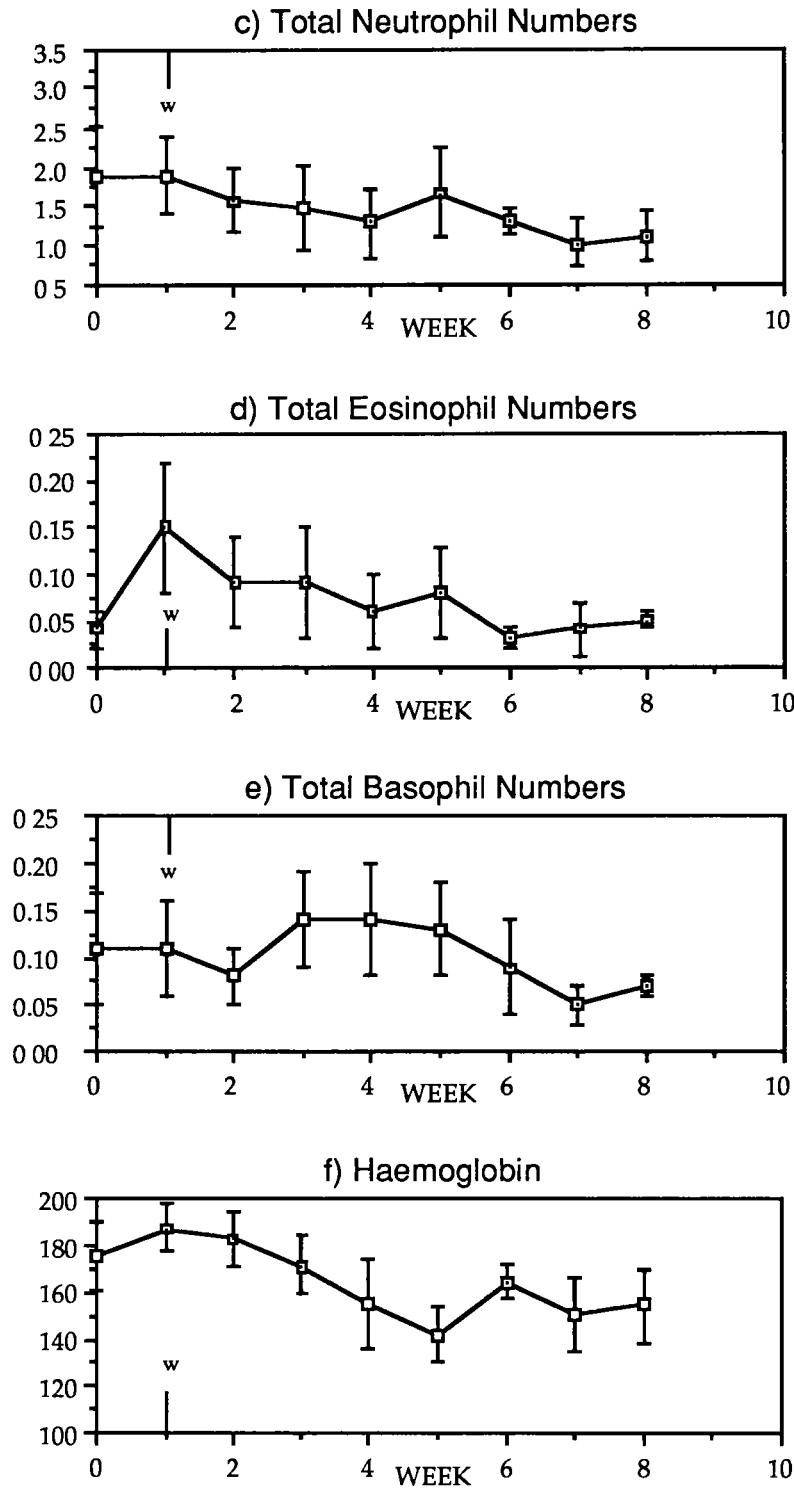 c) Total Neutrophil Numbers
3.5
3.0
w
2.5
2.0
1.5
1.0
0 5
0 2 4 WEEK 6 8 10
d) Total Eosinophil Numbers
0 25
0.20
0.15
0.10
0.05
w
0 00
0 2 4 WEEK 6 8 10
e) Total Basophil Numbers
0 25
0.20
w
0.15
0.10
0.05
0 00
0 2 4 WEEK 6 8 10
f) Haemoglobin
200
180
160
140
w
120
100
0 2 4 WEEK 6 8 10